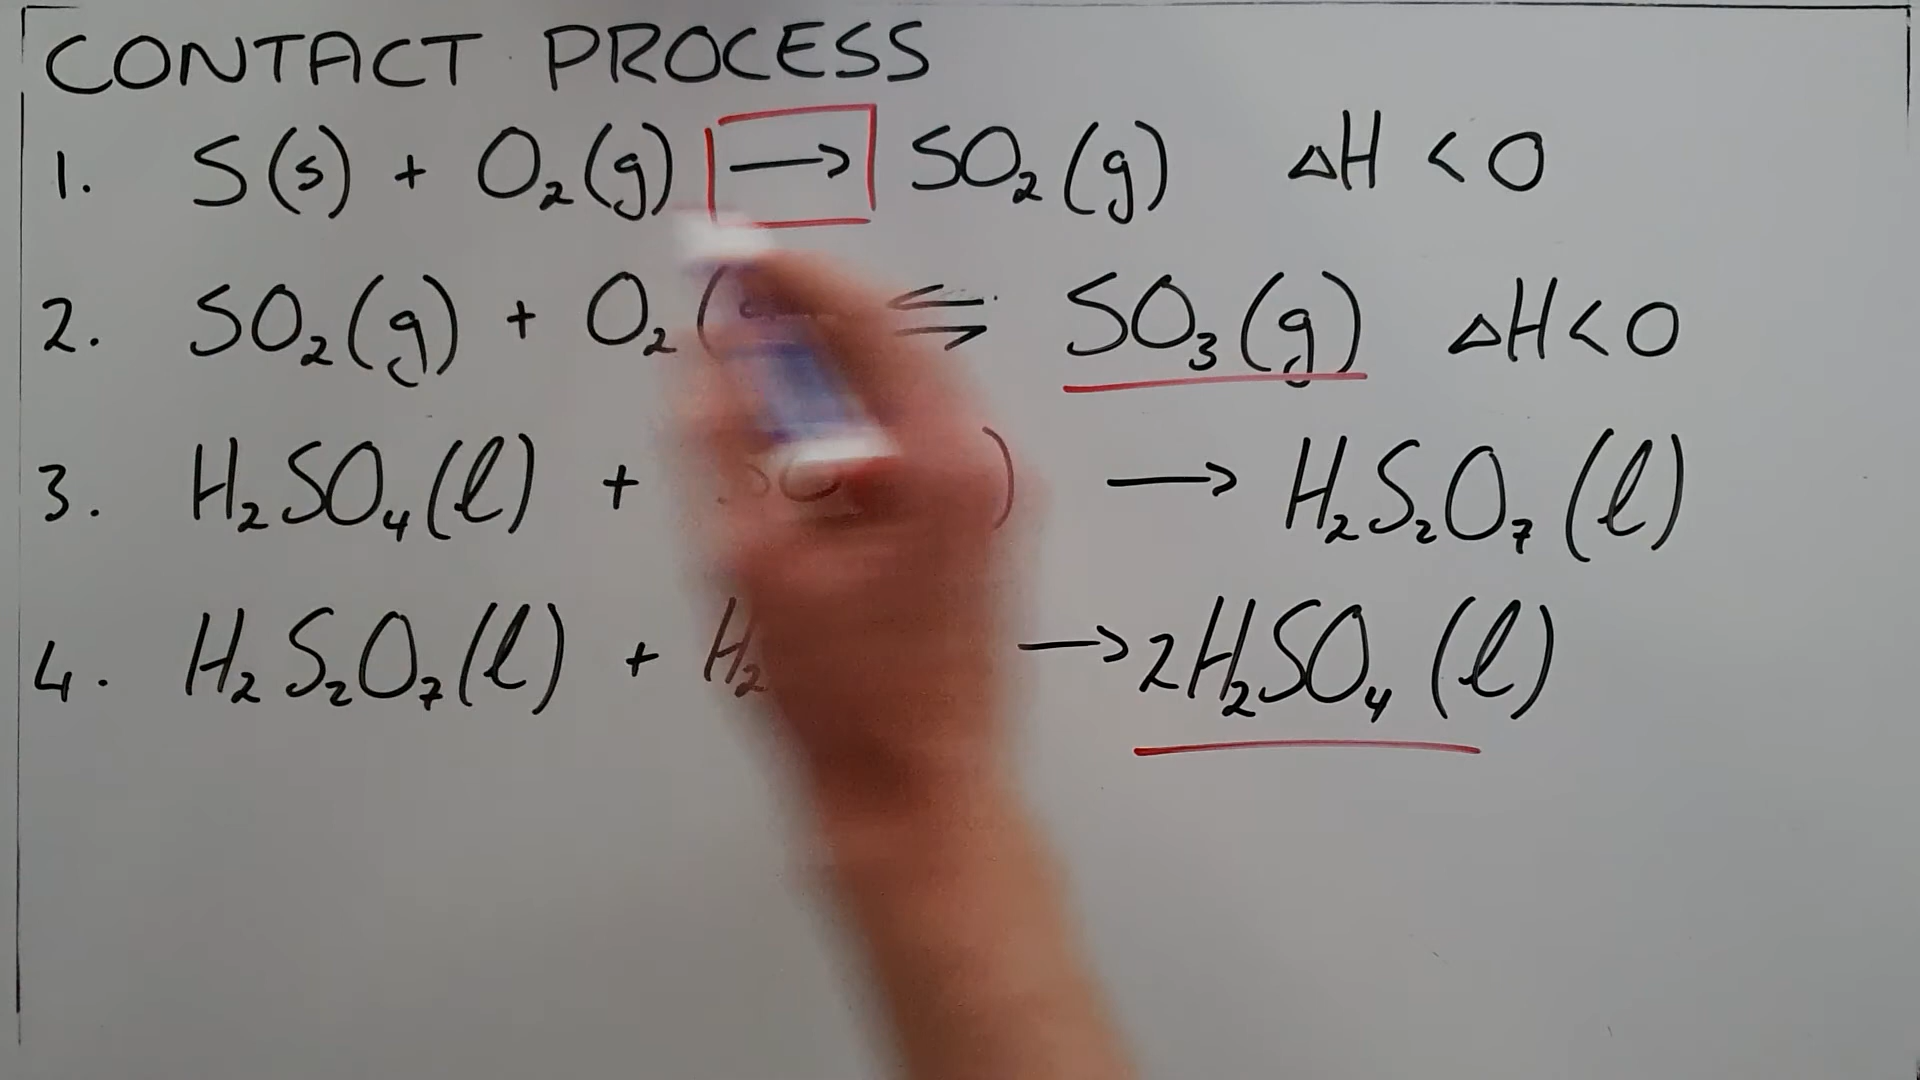 CONTACT PROCESS
1. S(s) + O₂(g) → SO₂(g) ΔH < 0
2. SO₂(g) + O₂( ⇌ SO₃(g) ΔH < 0
3. H₂SO₄(l) + ) → H₂S₂O₇(l)
4. H₂S₂O₇(l) + H₂ → 2H₂SO₄(l)